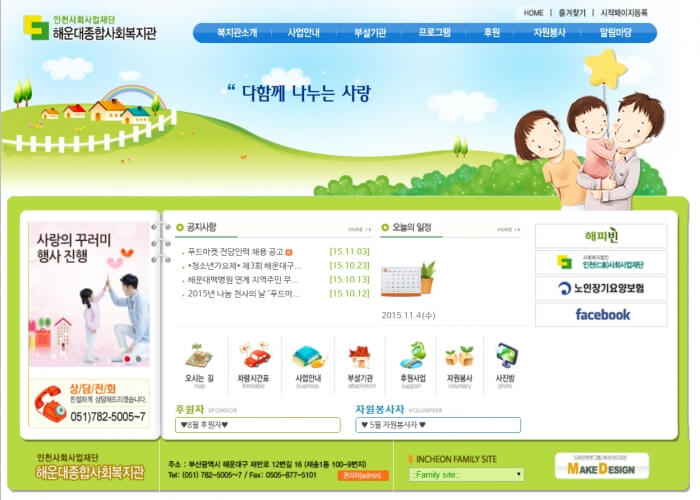 HOME | 즐겨찾기 | 시작페이지등록
인천사회사업재단
해운대종합사회복지관
복지관소개 사업안내 부설기관 프로그램 후원 자원봉사 알림마당
“ 다함께 나누는 사랑
사랑의 꾸러미
행사 진행
상/담/전/화
친절하게 상담해드리겠습니다.
051)782-5005~7
공지사항 MORE
푸드마켓 전담인력 채용 공고 [15.11.03]
•청소년가요제• 제3회 해운대구... [15.10.23]
해운대백병원 연계 지역주민 무... [15.10.13]
2015년 나눔 천사의 날 '푸드마... [15.10.12]
오늘의 일정 MORE
2015.11.4(수)
해피빈
사회복지법인
인천(仁泉)사회사업재단
노인장기요양보험
facebook
오시는 길 차량시간표 사업안내 부설기관 후원사업 자원봉사 사진방
map timetable business attachment support voluntary photo
후원자 SPONSOR
♥8월 후원자♥
자원봉사자 VOLUNTEER
♥ 5월 자원봉사자 ♥
인천사회사업재단
해운대종합사회복지관
주소 : 부산광역시 해운대구 재반로 12번길 16 (재송1동 100-9번지)
Tel: (051) 782-5005~7 / Fax: 0505-877-5101 관리자(admin)
INCHEON FAMILY SITE
::Family site::
MAKE DESIGN